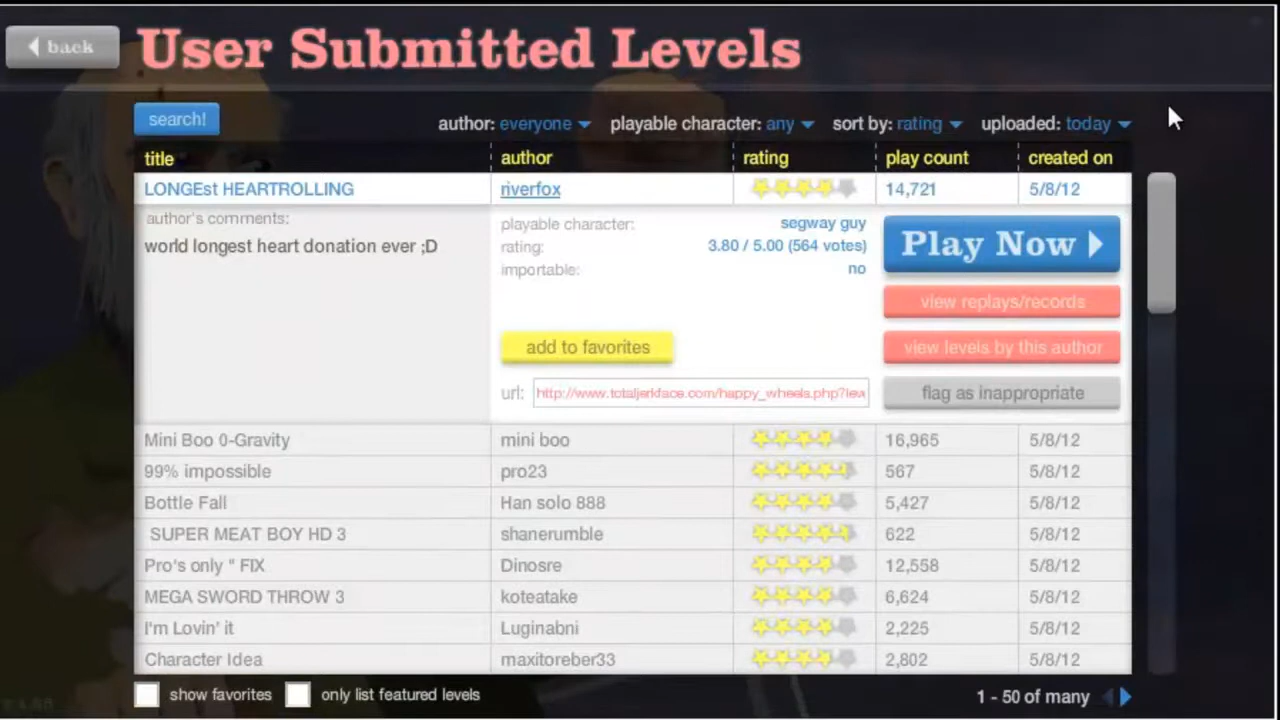 back
User Submitted Levels
search!
author: everyone playable character: any sort by: rating uploaded: today
title author rating play count created on
LONGEst HEARTROLLING riverfox 14,721 5/8/12
author's comments:
world longest heart donation ever ;D
playable character: segway guy
rating: 3.80 / 5.00 (564 votes)
importable: no
add to favorites
url: http://www.totaljerkface.com/happy_wheels.php?lev
Play Now
view replays/records
view levels by this author
flag as inappropriate
Mini Boo 0-Gravity mini boo 16,965 5/8/12
99% impossible pro23 567 5/8/12
Bottle Fall Han solo 888 5,427 5/8/12
SUPER MEAT BOY HD 3 shanerumble 622 5/8/12
Pro's only " FIX Dinosre 12,558 5/8/12
MEGA SWORD THROW 3 koteatake 6,624 5/8/12
I'm Lovin' it Luginabni 2,225 5/8/12
Character Idea maxitoreber33 2,802 5/8/12
show favorites only list featured levels 1 - 50 of many